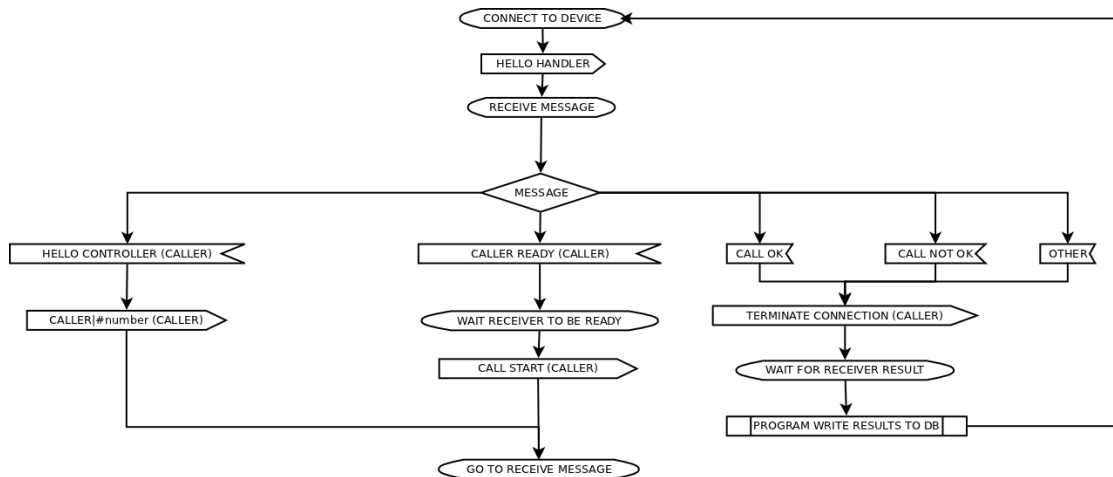 CONNECT TO DEVICE
HELLO HANDLER
RECEIVE MESSAGE
MESSAGE
HELLO CONTROLLER (CALLER)
CALLER READY (CALLER)
CALL OK
CALL NOT OK
OTHER
CALLER|#number (CALLER)
WAIT RECEIVER TO BE READY
TERMINATE CONNECTION (CALLER)
CALL START (CALLER)
WAIT FOR RECEIVER RESULT
PROGRAM WRITE RESULTS TO DB
GO TO RECEIVE MESSAGE